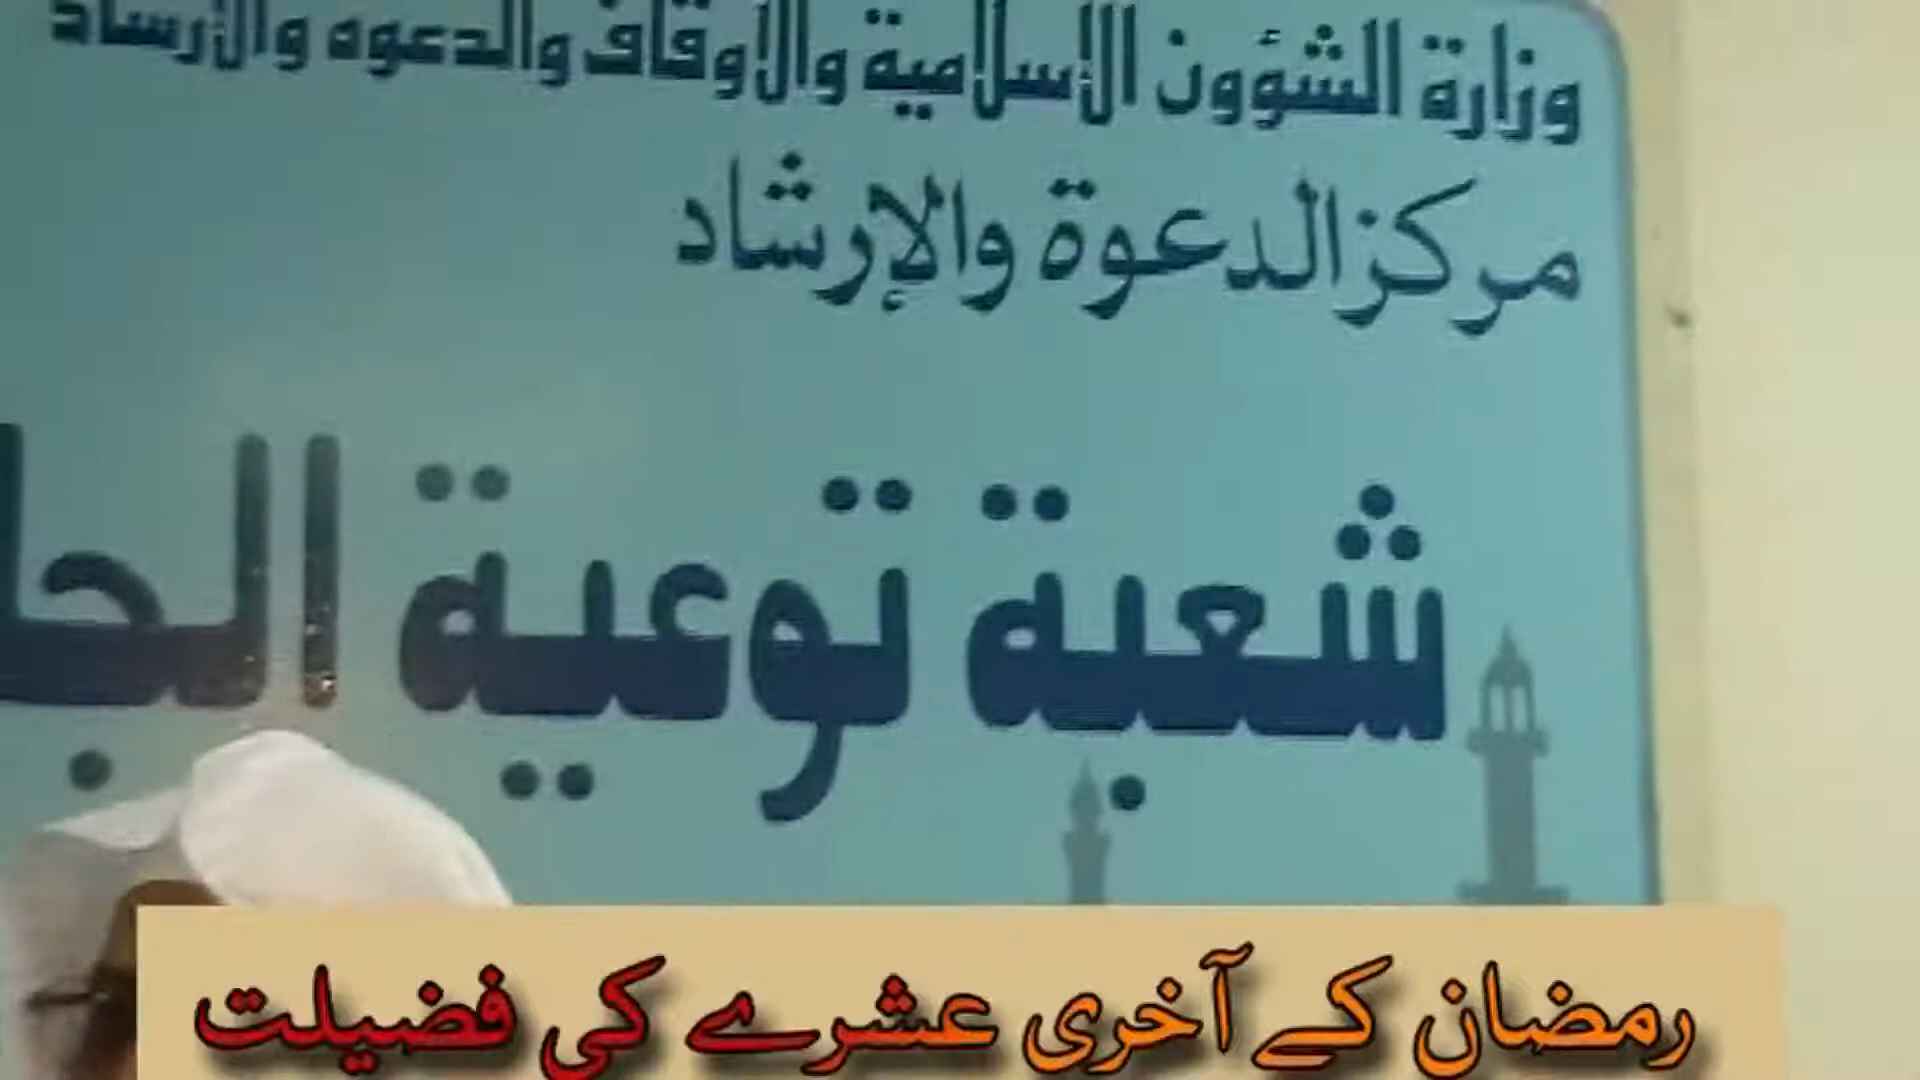 وزارة الشؤون الإسلامية والأوقاف والدعوة والإرشاد
مركز الدعوة والإرشاد
شعبة توعية
رمضان کے آخری عشرے کی فضیلت